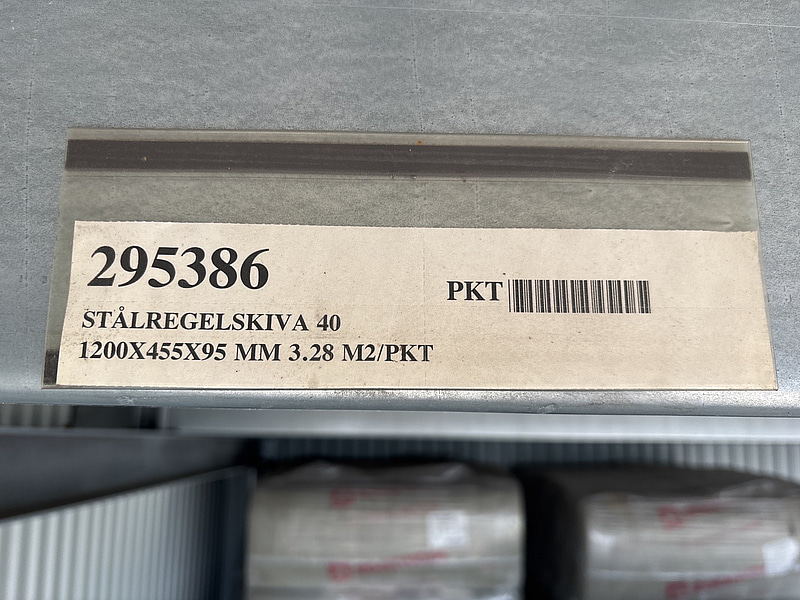 295386
PKT
STÅLREGELSKIVA 40
1200X455X95 MM 3.28 M2/PKT